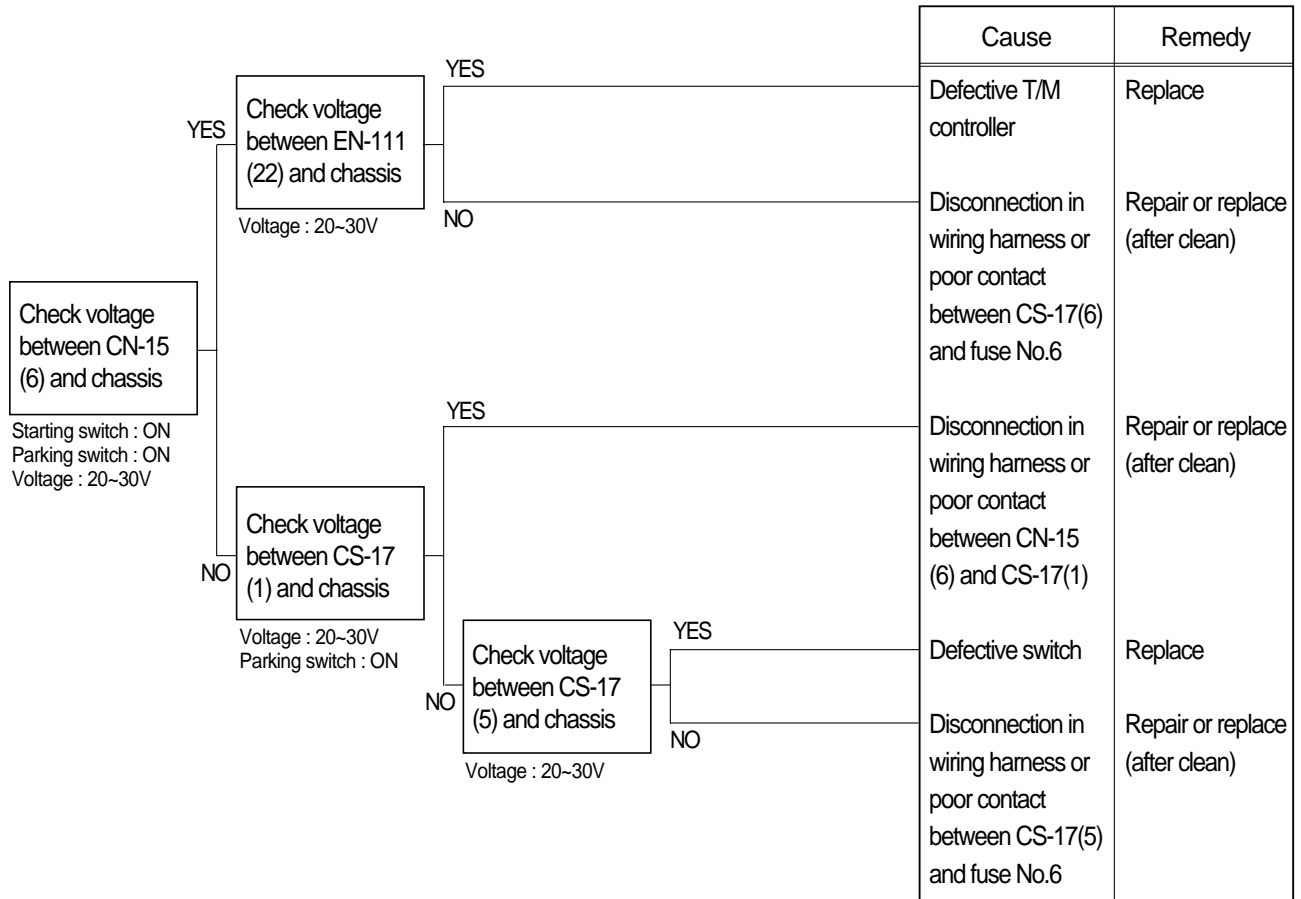 Cause
Remedy
YES
Check voltage
between EN-111
(22) and chassis
YES
Voltage : 20~30V
NO
Defective T/M
controller
Replace
Disconnection in
wiring harness or
poor contact
between CS-17(6)
and fuse No.6
Repair or replace
(after clean)
Check voltage
between CN-15
(6) and chassis
Starting switch : ON
Parking switch : ON
Voltage : 20~30V
YES
Disconnection in
wiring harness or
poor contact
between CN-15
(6) and CS-17(1)
Repair or replace
(after clean)
NO
Check voltage
between CS-17
(1) and chassis
Voltage : 20~30V
Parking switch : ON
NO
Check voltage
between CS-17
(5) and chassis
Voltage : 20~30V
YES
Defective switch
Replace
NO
Disconnection in
wiring harness or
poor contact
between CS-17(5)
and fuse No.6
Repair or replace
(after clean)